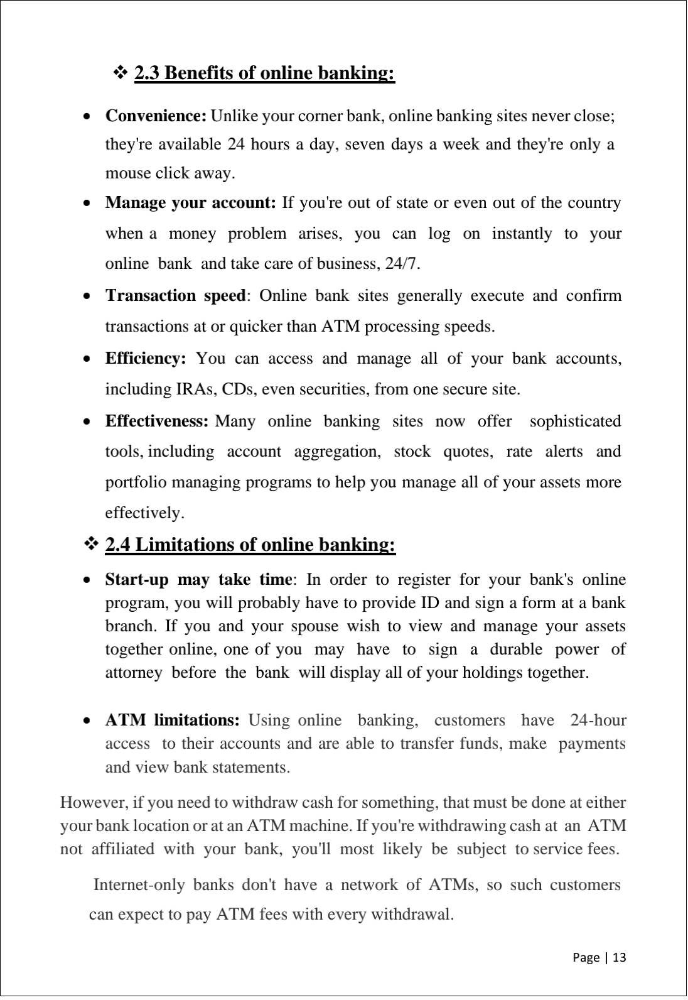 ❖ 2.3 Benefits of online banking:
• Convenience: Unlike your corner bank, online banking sites never close;
they're available 24 hours a day, seven days a week and they're only a
mouse click away.
• Manage your account: If you're out of state or even out of the country
when a money problem arises, you can log on instantly to your
online bank and take care of business, 24/7.
• Transaction speed: Online bank sites generally execute and confirm
transactions at or quicker than ATM processing speeds.
• Efficiency: You can access and manage all of your bank accounts,
including IRAs, CDs, even securities, from one secure site.
• Effectiveness: Many online banking sites now offer sophisticated
tools, including account aggregation, stock quotes, rate alerts and
portfolio managing programs to help you manage all of your assets more
effectively.
❖ 2.4 Limitations of online banking:
• Start-up may take time: In order to register for your bank's online
program, you will probably have to provide ID and sign a form at a bank
branch. If you and your spouse wish to view and manage your assets
together online, one of you may have to sign a durable power of
attorney before the bank will display all of your holdings together.
• ATM limitations: Using online banking, customers have 24-hour
access to their accounts and are able to transfer funds, make payments
and view bank statements.
However, if you need to withdraw cash for something, that must be done at either
your bank location or at an ATM machine. If you're withdrawing cash at an ATM
not affiliated with your bank, you'll most likely be subject to service fees.
Internet-only banks don't have a network of ATMs, so such customers
can expect to pay ATM fees with every withdrawal.
Page | 13